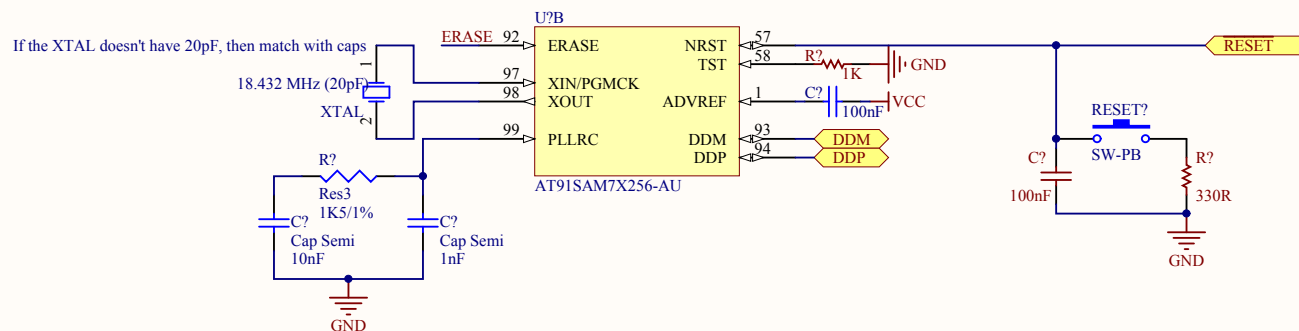 U?B
If the XTAL doesn't have 20pF, then match with caps
ERASE 92 ERASE
NRST 57
RESET
TST 58
R?
1K
GND
1
97 XIN/PGMCK
18.432 MHz (20pF)
98 XOUT
XTAL
2
ADVREF 1
C?
100nF
VCC
RESET?
SW-PB
99 PLLRC
DDM 93 DDM
DDP 94 DDP
AT91SAM7X256-AU
R?
Res3
1K5/1%
C?
100nF
R?
330R
GND
C?
Cap Semi
10nF
C?
Cap Semi
1nF
GND